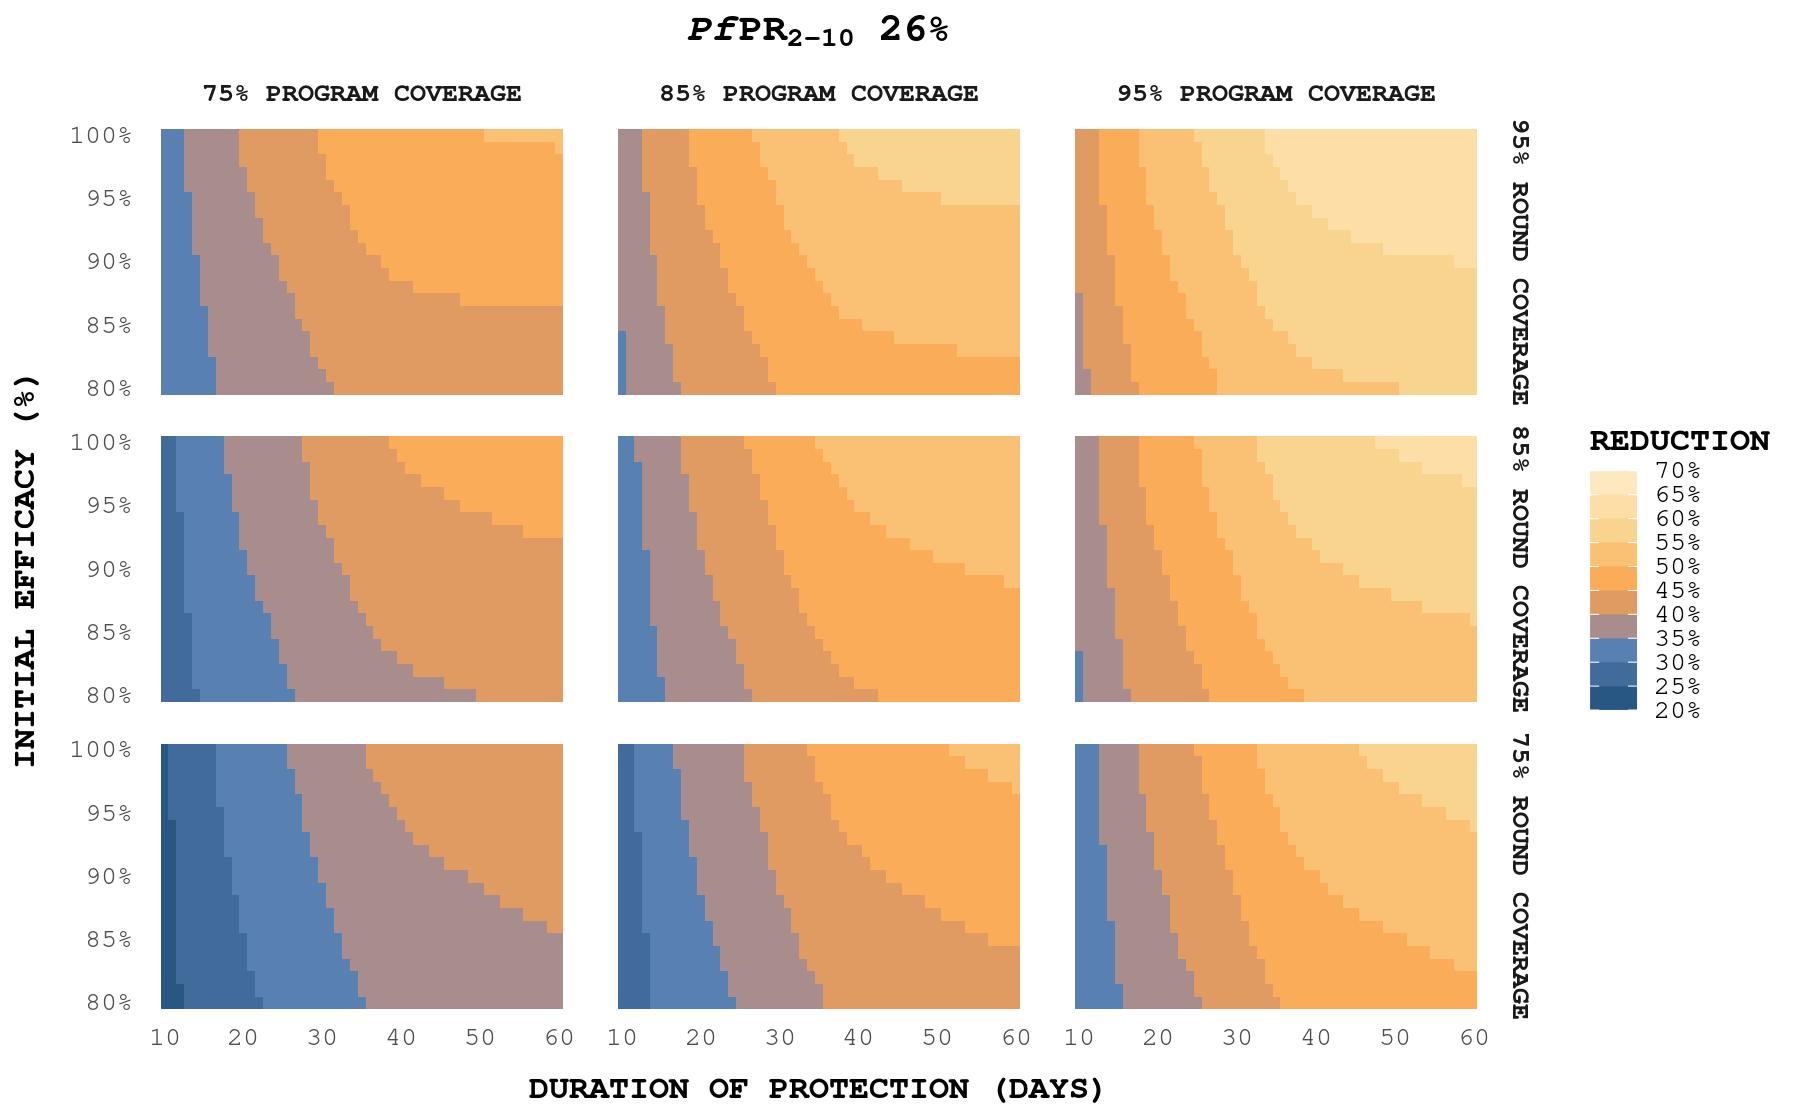 PfPR2–10 26%
75% PROGRAM COVERAGE
85% PROGRAM COVERAGE
95% PROGRAM COVERAGE
INITIAL EFFICACY (%)
100%
95%
90%
85%
80%
95% ROUND COVERAGE
100%
95%
90%
85%
80%
85% ROUND COVERAGE
100%
95%
90%
85%
80%
75% ROUND COVERAGE
10 20 30 40 50 60
10 20 30 40 50 60
10 20 30 40 50 60
DURATION OF PROTECTION (DAYS)
REDUCTION
70%
65%
60%
55%
50%
45%
40%
35%
30%
25%
20%